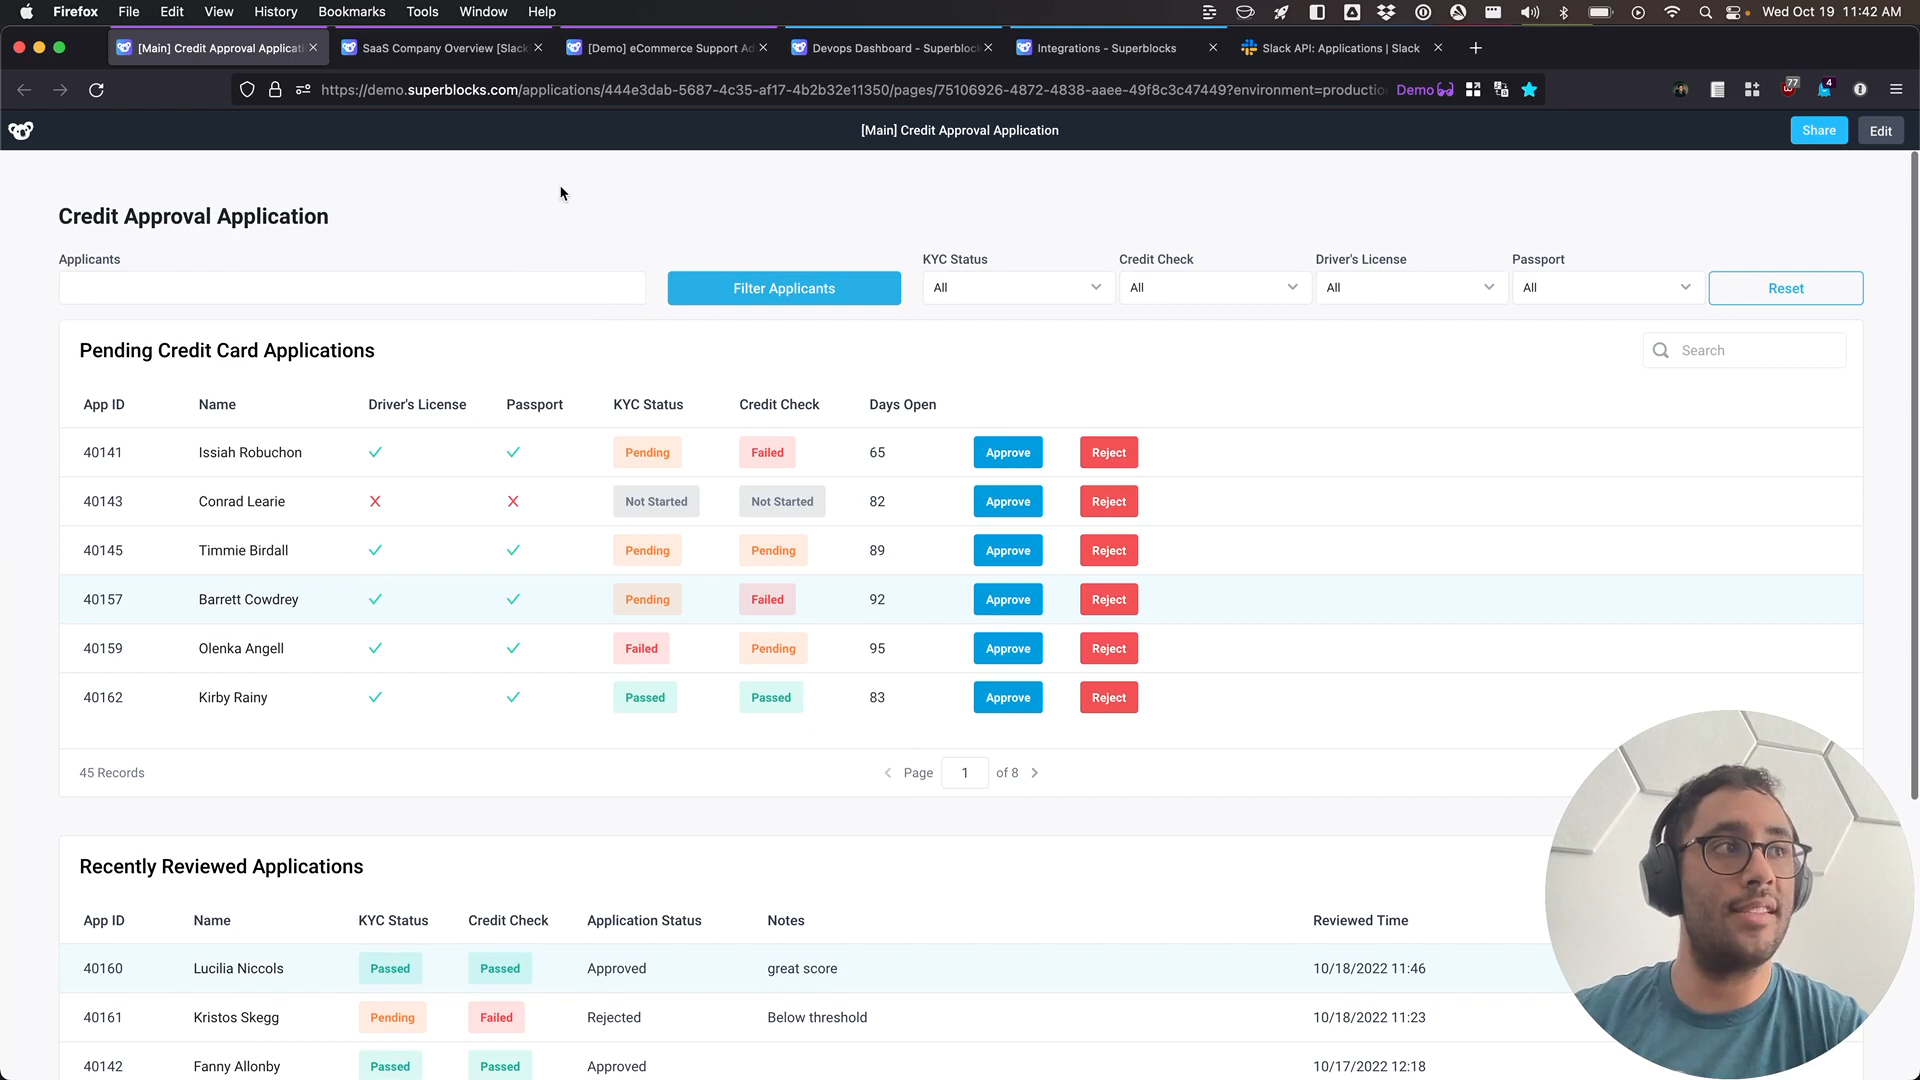 Firefox File Edit View History Bookmarks Tools Window Help Wed Oct 19 11:42 AM
[Main] Credit Approval Applicati SaaS Company Overview [Slack [Demo] eCommerce Support Ad Devops Dashboard - Superbloc Integrations - Superblocks Slack API: Applications | Slack
https://demo.superblocks.com/applications/444e3dab-5687-4c35-af17-4b2b32e11350/pages/75106926-4872-4838-aaee-49f8c3c47449?environment=productio Demo 77 4
[Main] Credit Approval Application Share Edit
Credit Approval Application
Applicants KYC Status Credit Check Driver's License Passport
Filter Applicants All All All All Reset
Pending Credit Card Applications Search
App ID Name Driver's License Passport KYC Status Credit Check Days Open
40141 Issiah Robuchon Pending Failed 65 Approve Reject
40143 Conrad Learie X X Not Started Not Started 82 Approve Reject
40145 Timmie Birdall Pending Pending 89 Approve Reject
40157 Barrett Cowdrey Pending Failed 92 Approve Reject
40159 Olenka Angell Failed Pending 95 Approve Reject
40162 Kirby Rainy Passed Passed 83 Approve Reject
45 Records Page 1 of 8
Recently Reviewed Applications
App ID Name KYC Status Credit Check Application Status Notes Reviewed Time
40160 Lucilia Niccols Passed Passed Approved great score 10/18/2022 11:46
40161 Kristos Skegg Pending Failed Rejected Below threshold 10/18/2022 11:23
40142 Fanny Allonby Passed Passed Approved 10/17/2022 12:18